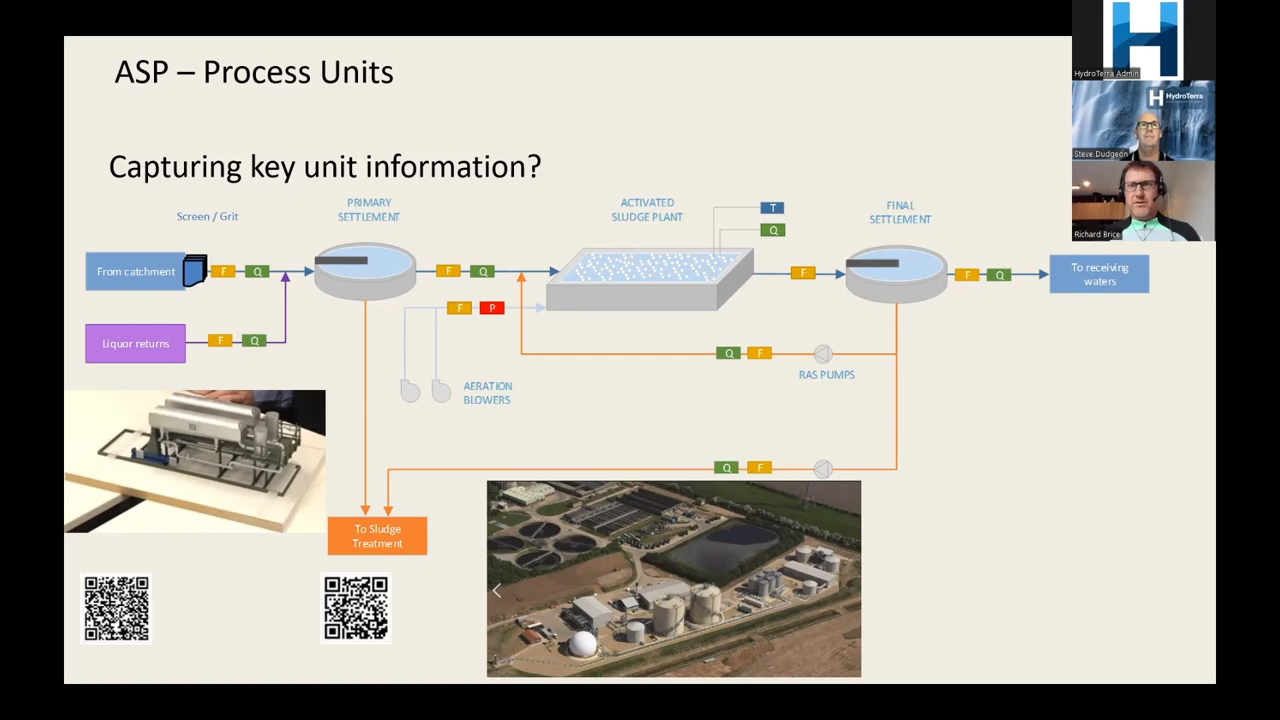 ASP – Process Units
HydroTerra Admin
HydroTerra
Steve Dudgeon
Richard Brice
Capturing key unit information?
Screen / Grit
PRIMARY
SETTLEMENT
ACTIVATED
SLUDGE PLANT
T
Q
FINAL
SETTLEMENT
From catchment
F
Q
F
Q
F
F
Q
To receiving
waters
F
P
Liquor returns
F
Q
Q
F
RAS PUMPS
AERATION
BLOWERS
Q
F
To Sludge
Treatment